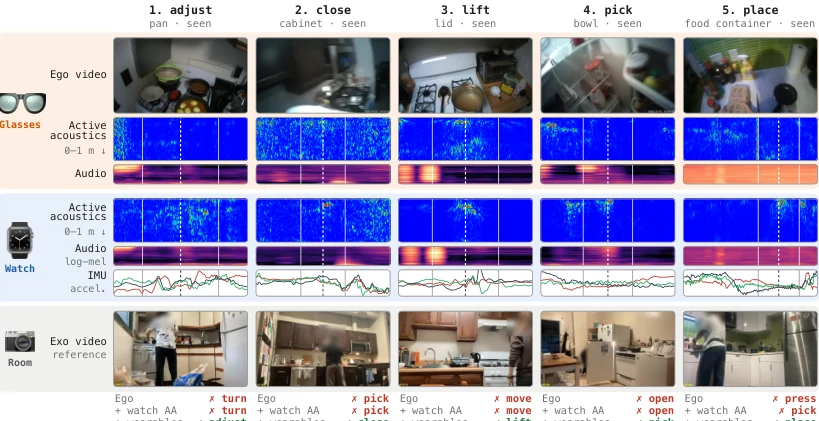 1. adjust 2. close 3. lift 4. pick 5. place
pan · seen cabinet · seen lid · seen bowl · seen food container · seen
Ego video
Glasses
Active
acoustics
0–1 m ↓
Audio
Active
acoustics
0–1 m ↓
Audio
log–mel
Watch
IMU
accel.
Exo video
reference
Room
Ego ✗ turn Ego ✗ pick Ego ✗ move Ego ✗ open Ego ✗ press
+ watch AA ✗ turn + watch AA ✗ pick + watch AA ✗ move + watch AA ✗ open + watch AA ✗ pick